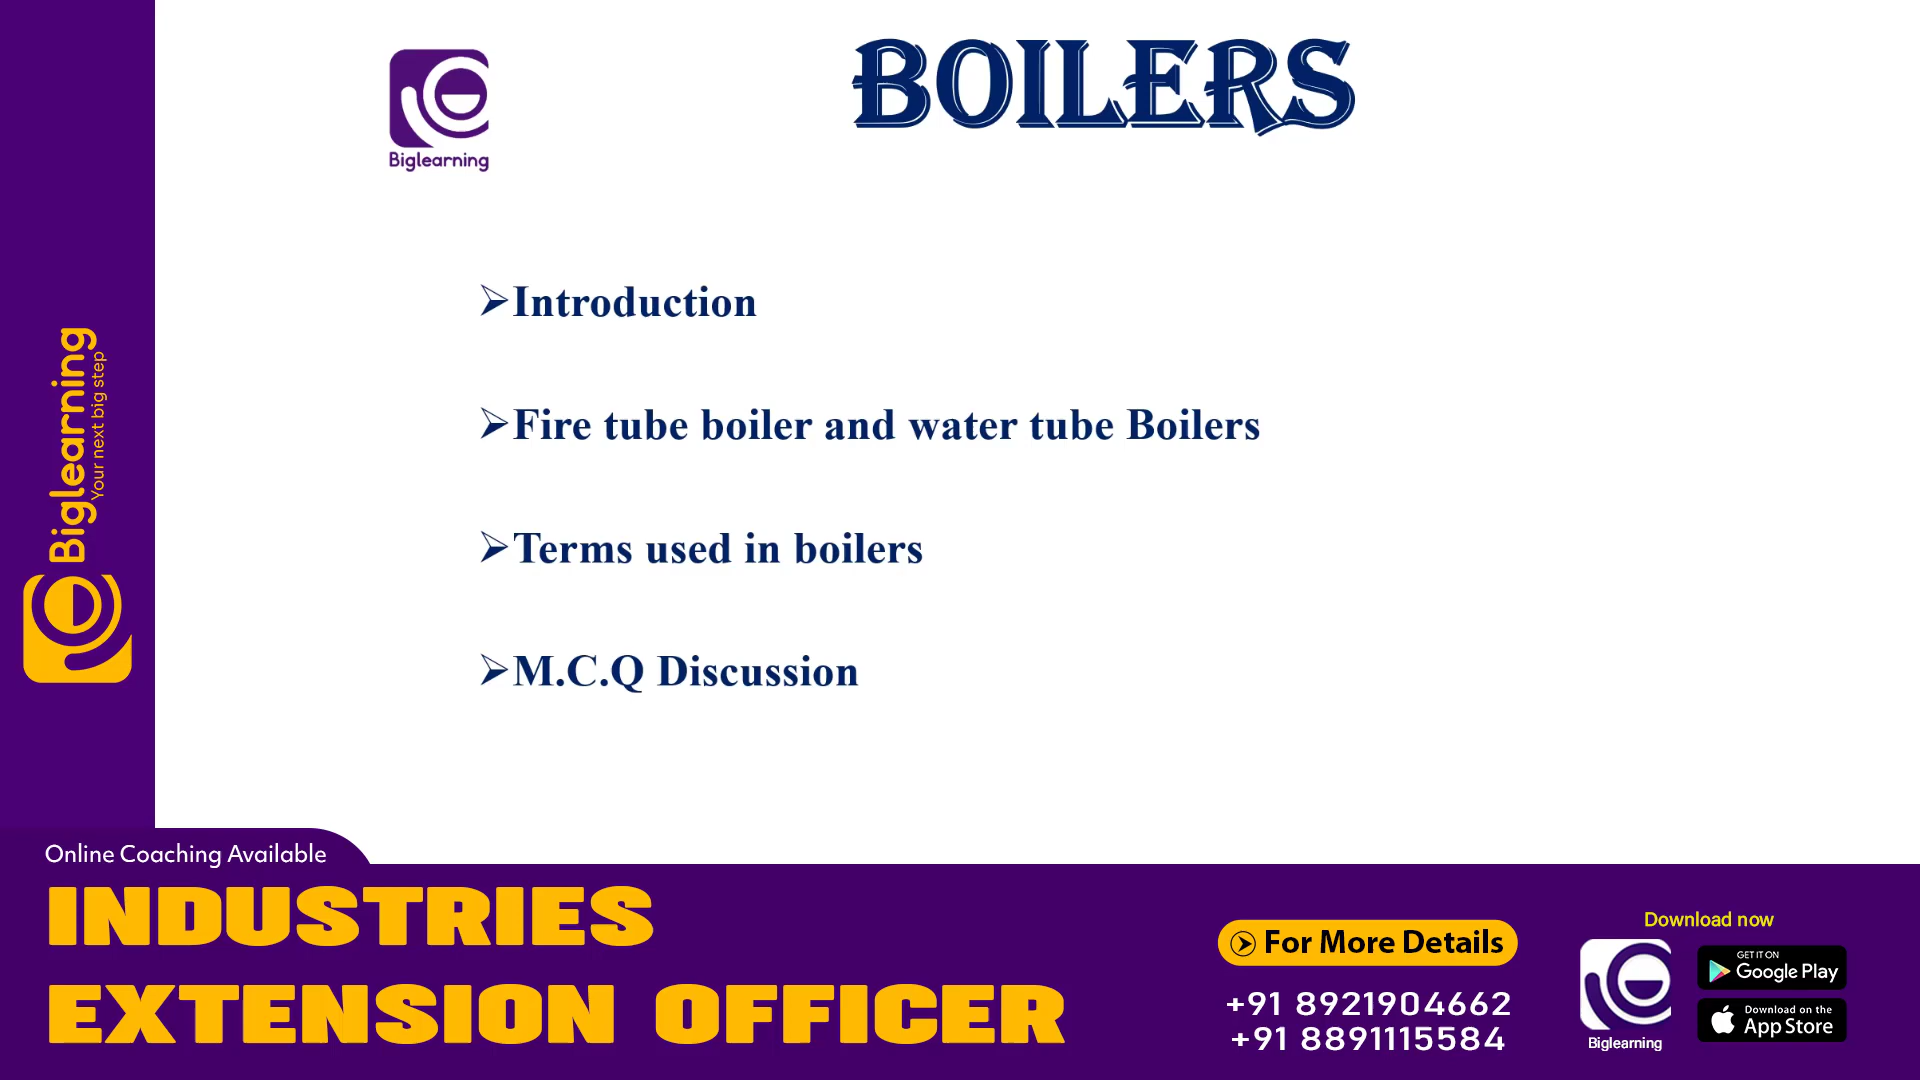 BOILERS
Biglearning
➢Introduction
➢Fire tube boiler and water tube Boilers
➢Terms used in boilers
➢M.C.Q Discussion
Biglearning
Your next big step
Online Coaching Available
INDUSTRIES
EXTENSION OFFICER
For More Details
+91 8921904662
+91 8891115584
Download now
Biglearning
GET IT ON
Google Play
Download on the
App Store